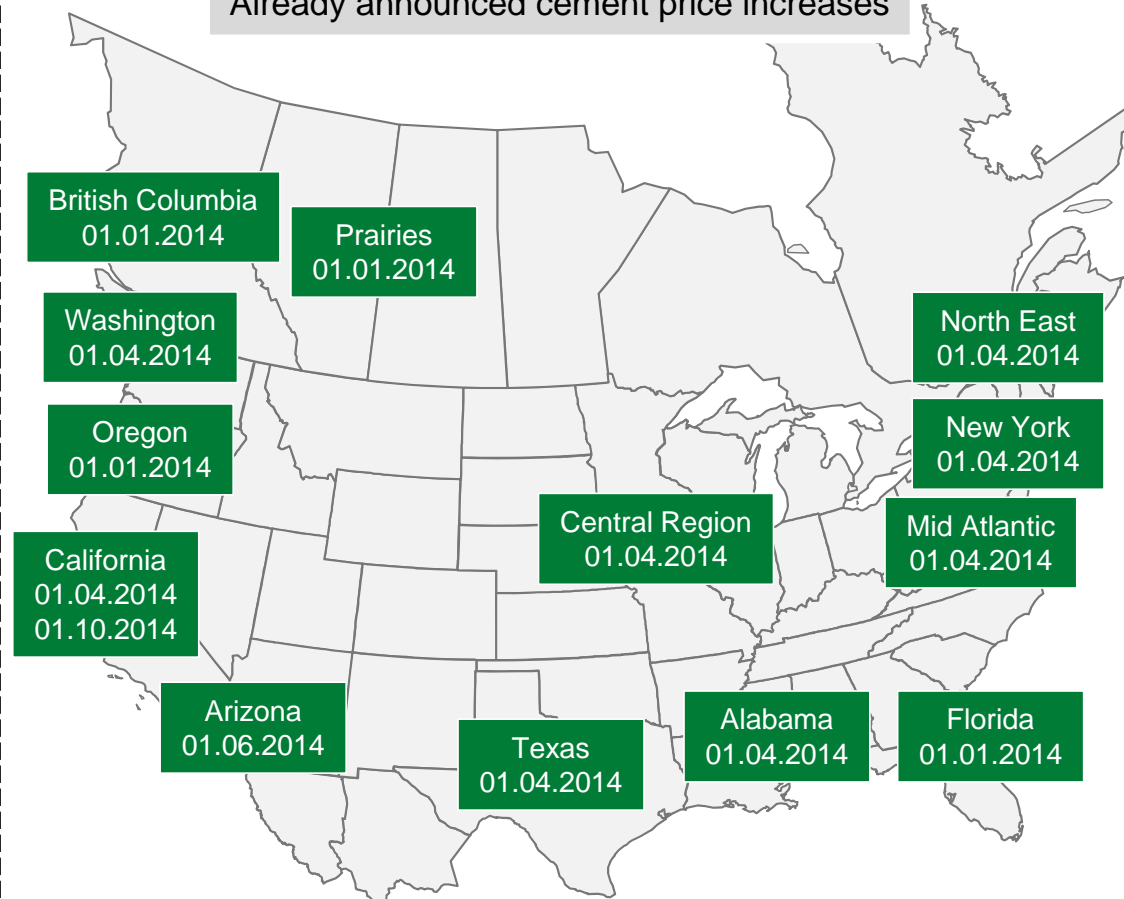 Already announced cement price increases
British Columbia
01.01.2014
Prairies
01.01.2014
Washington
01.04.2014
North East
01.04.2014
Oregon
01.01.2014
New York
01.04.2014
Central Region
01.04.2014
Mid Atlantic
01.04.2014
California
01.04.2014
01.10.2014
Arizona
01.06.2014
Texas
01.04.2014
Alabama
01.04.2014
Florida
01.01.2014